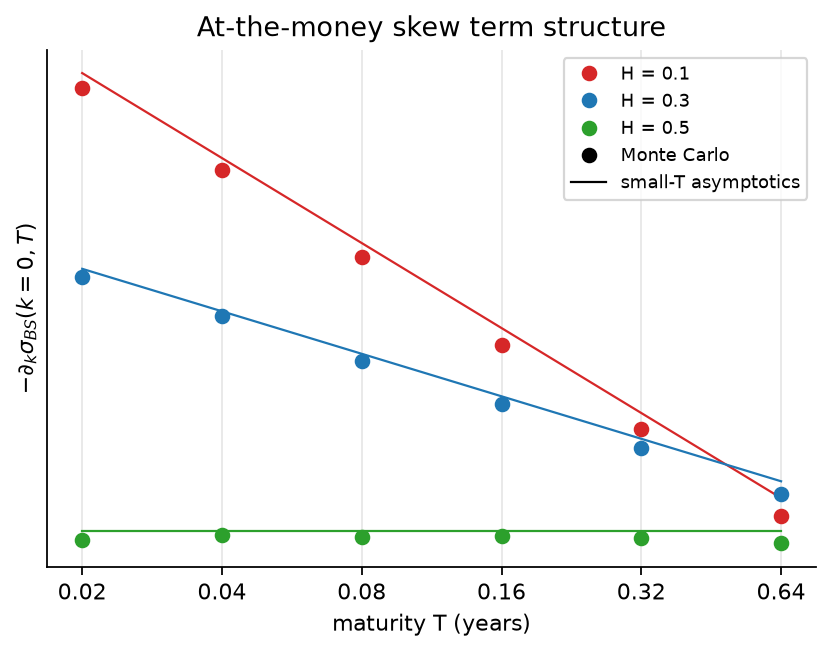 At-the-money skew term structure
H = 0.1
H = 0.3
H = 0.5
Monte Carlo
small-T asymptotics
−∂ₖσ_BS(k = 0, T)
0.02 0.04 0.08 0.16 0.32 0.64
maturity T (years)